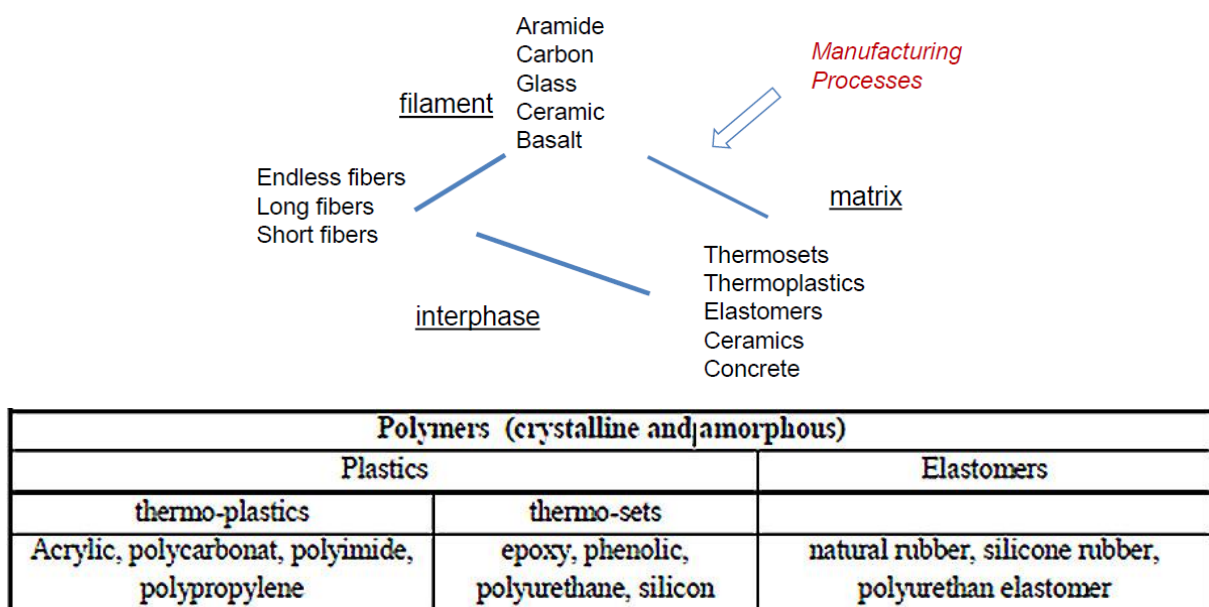 Aramide
Carbon
Glass
Ceramic
Basalt
Manufacturing
Processes
filament
Endless fibers
Long fibers
Short fibers
matrix
Thermosets
Thermoplastics
Elastomers
Ceramics
Concrete
interphase
Polymers (crystalline and amorphous)
Plastics
Elastomers
thermo-plastics
thermo-sets
Acrylic, polycarbonat, polyimide,
polypropylene
epoxy, phenolic,
polyurethane, silicon
natural rubber, silicone rubber,
polyurethan elastomer